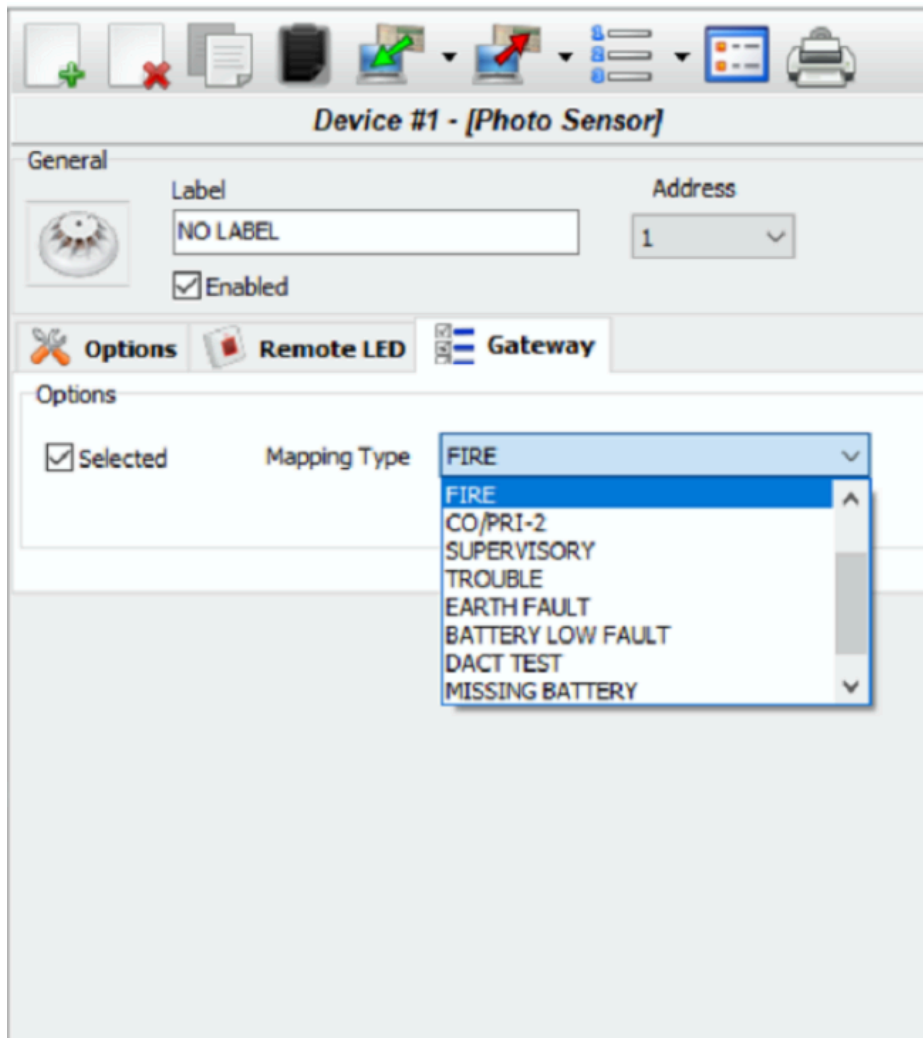 Device #1 - [Photo Sensor]
General
Label
Address
NO LABEL
1
Enabled
Options
Remote LED
Gateway
Options
Selected
Mapping Type
FIRE
FIRE
CO/PRI-2
SUPERVISORY
TROUBLE
EARTH FAULT
BATTERY LOW FAULT
DACT TEST
MISSING BATTERY